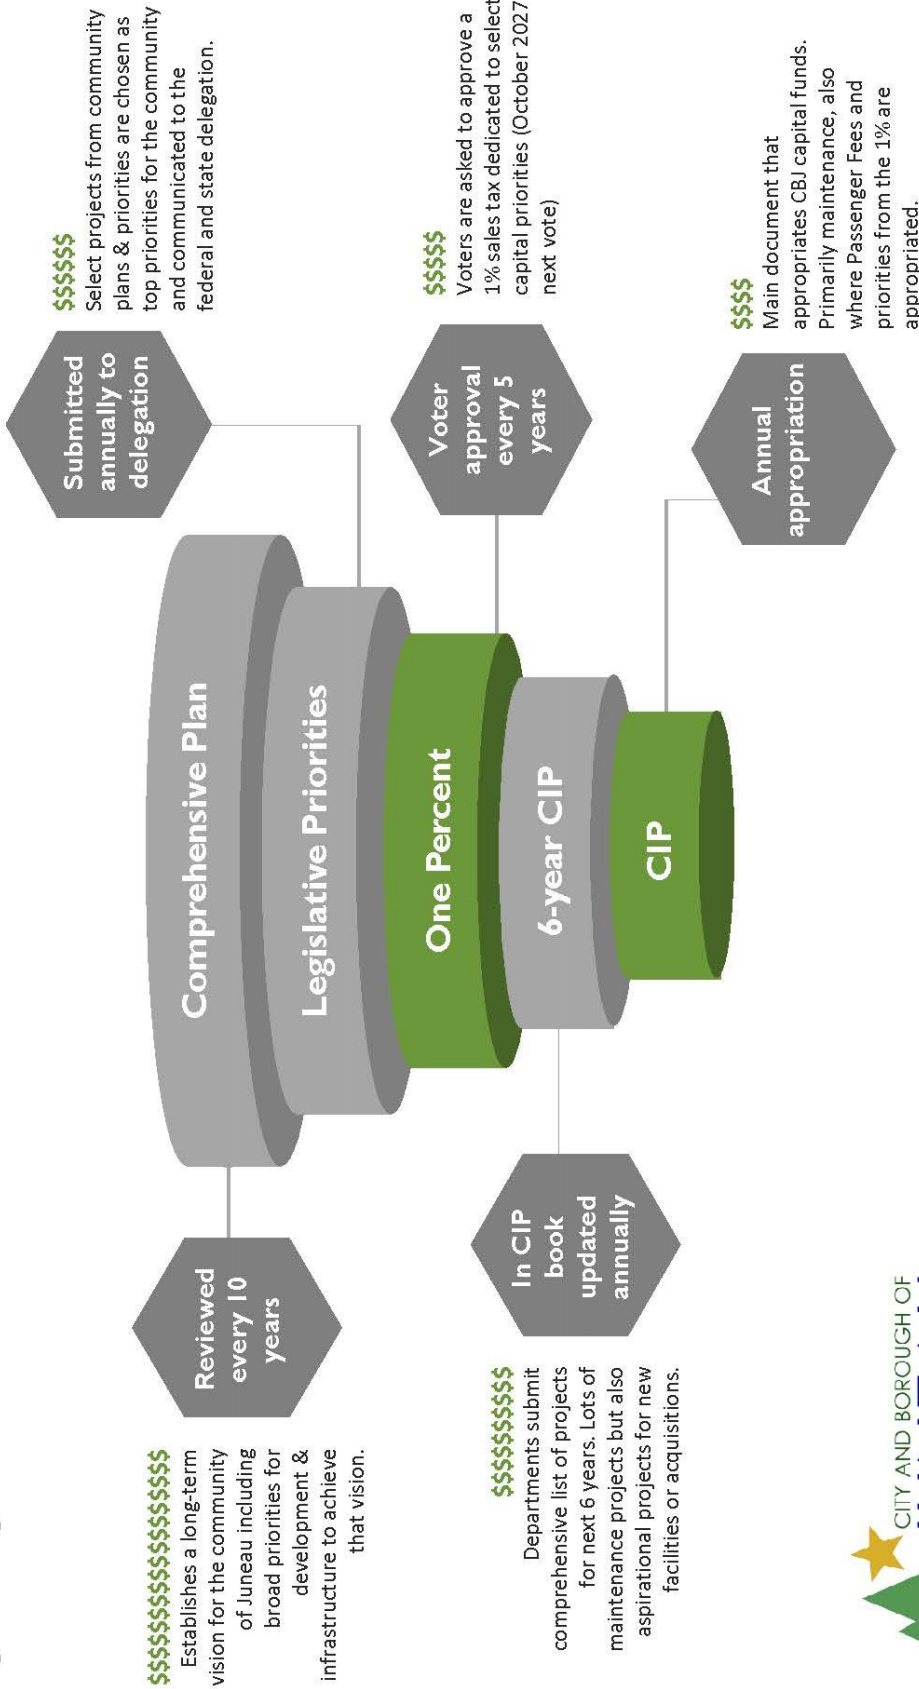 Comprehensive Plan
Legislative Priorities
One Percent
6-year CIP
CIP
Reviewed
every 10
years
$$$$$$$$$$$$$$$$$$
Establishes a long-term
vision for the community
of Juneau including
broad priorities for
development &
infrastructure to achieve
that vision.
Submitted
annually to
delegation
$$$$$$
Select projects from community
plans & priorities are chosen as
top priorities for the community
and communicated to the
federal and state delegation.
Voter
approval
every 5
years
$$$$$
Voters are asked to approve a
1% sales tax dedicated to select
capital priorities (October 2027
next vote)
In CIP
book
updated
annually
$$$$$$$$$$
Departments submit
comprehensive list of projects
for next 6 years. Lots of
maintenance projects but also
aspirational projects for new
facilities or acquisitions.
Annual
appropriation
$$$$
Main document that
appropriates CBJ capital funds.
Primarily maintenance, also
where Passenger Fees and
priorities from the 1% are
appropriated.
CITY AND BOROUGH OF